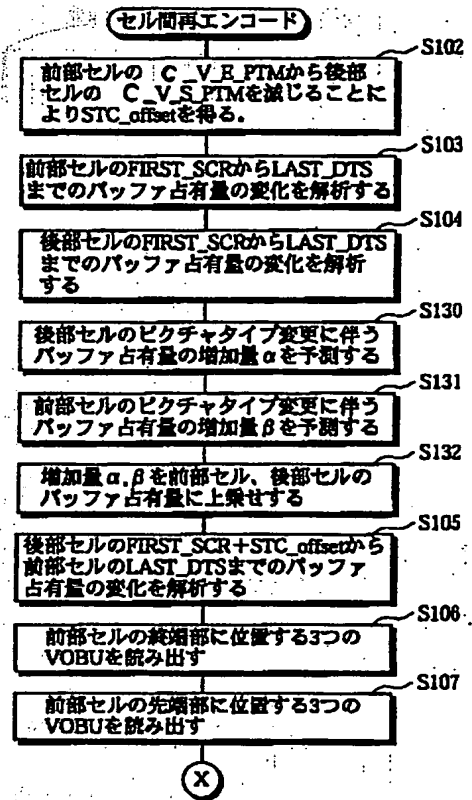 セル間再エンコード
S102
前部セルの C_V_E_PTMから後部
セルの C_V_S_PTMを減じることに
よりSTC_offsetを得る。
S103
前部セルのFIRST_SCRからLAST_DTS
までのバッファ占有量の変化を解析する
S104
後部セルのFIRST_SCRからLAST_DTS
までのバッファ占有量の変化を解析
する
S130
後部セルのピクチャタイプ変更に伴う
バッファ占有量の増加量αを予測する
S131
前部セルのピクチャタイプ変更に伴う
バッファ占有量の増加量βを予測する
S132
増加量α,βを前部セル、後部セルの
バッファ占有量に上乗せする
S105
後部セルのFIRST_SCR+STC_offsetから
前部セルのLAST_DTSまでのバッファ
占有量の変化を解析する
S106
前部セルの終端部に位置する3つの
VOBUを読み出す
S107
前部セルの先端部に位置する3つの
VOBUを読み出す
X